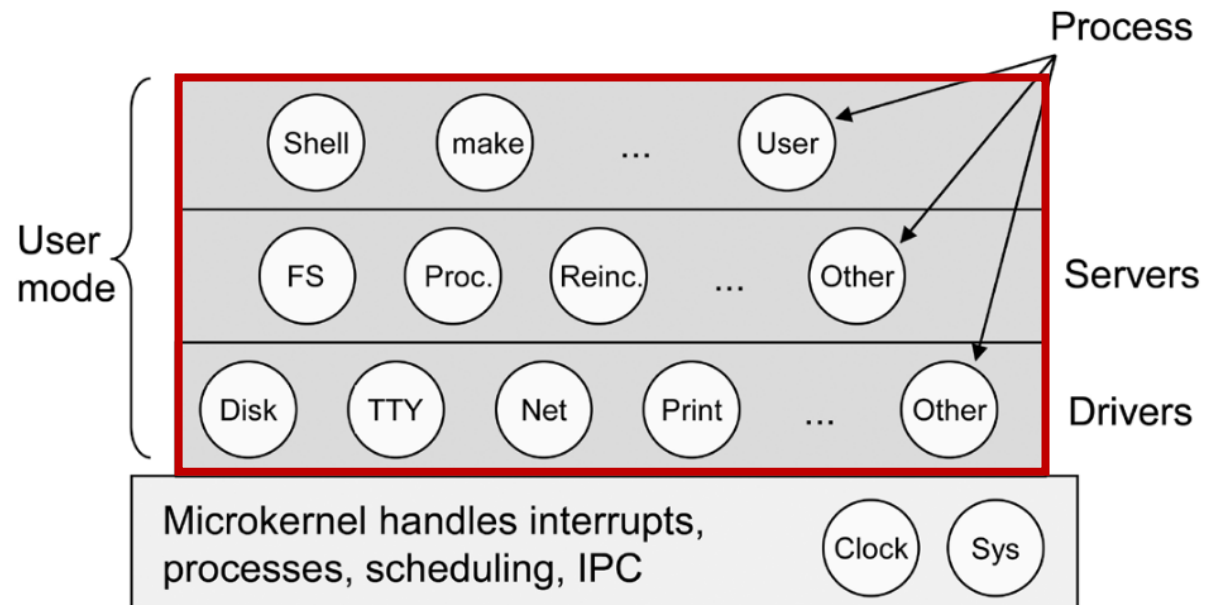 Process
Shell make ... User
User
mode
FS Proc. Reinc. ... Other
Servers
Disk TTY Net Print ... Other
Drivers
Microkernel handles interrupts,
processes, scheduling, IPC
Clock Sys